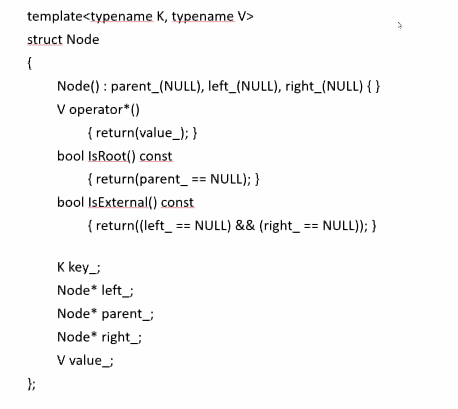 template<typename K, typename V>
struct Node
{
Node() : parent_(NULL), left_(NULL), right_(NULL) { }
V operator*()
{ return(value_); }
bool IsRoot() const
{ return(parent_ == NULL); }
bool IsExternal() const
{ return((left_ == NULL) && (right_ == NULL)); }
K key_;
Node* left_;
Node* parent_;
Node* right_;
V value_;
};